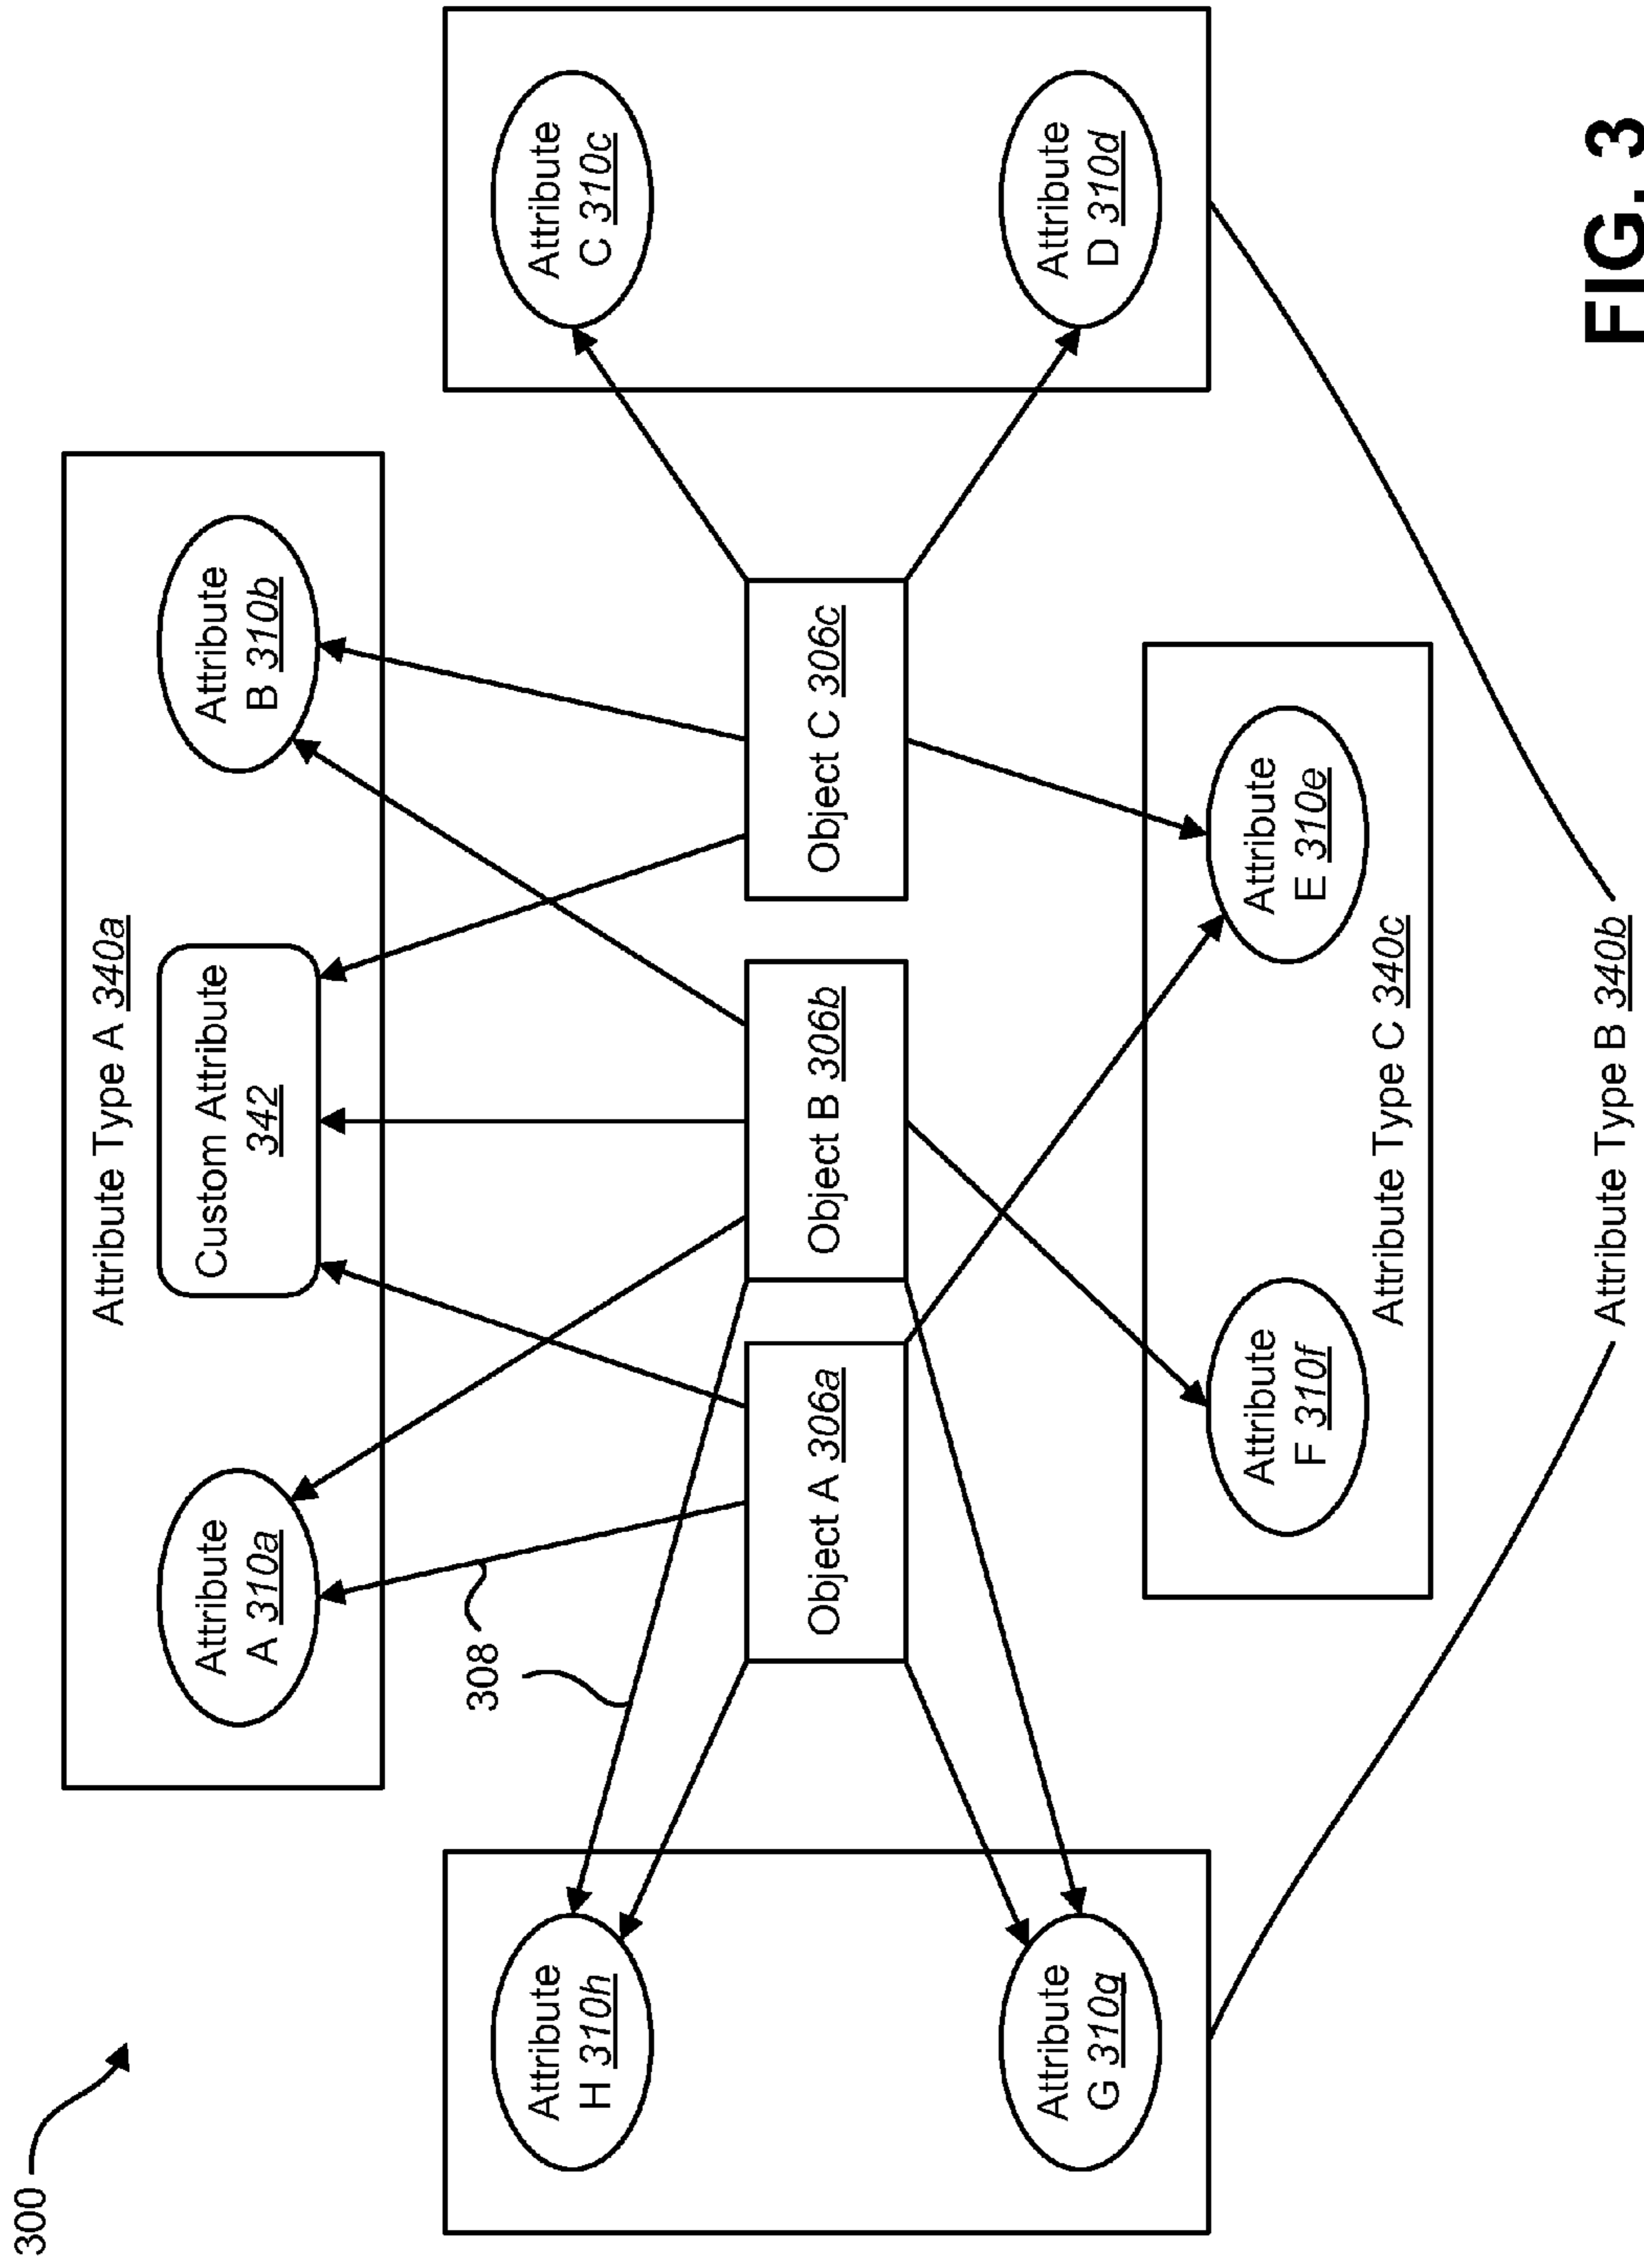 300
Attribute Type A 340a
Attribute
A 310a
Custom Attribute
342
Attribute
B 310b
308
Attribute
H 310h
Attribute
C 310c
Object A 306a
Object B 306b
Object C 306c
Attribute
G 310g
Attribute
D 310d
Attribute
F 310f
Attribute
E 310e
Attribute Type C 340c
Attribute Type B 340b
FIG. 3